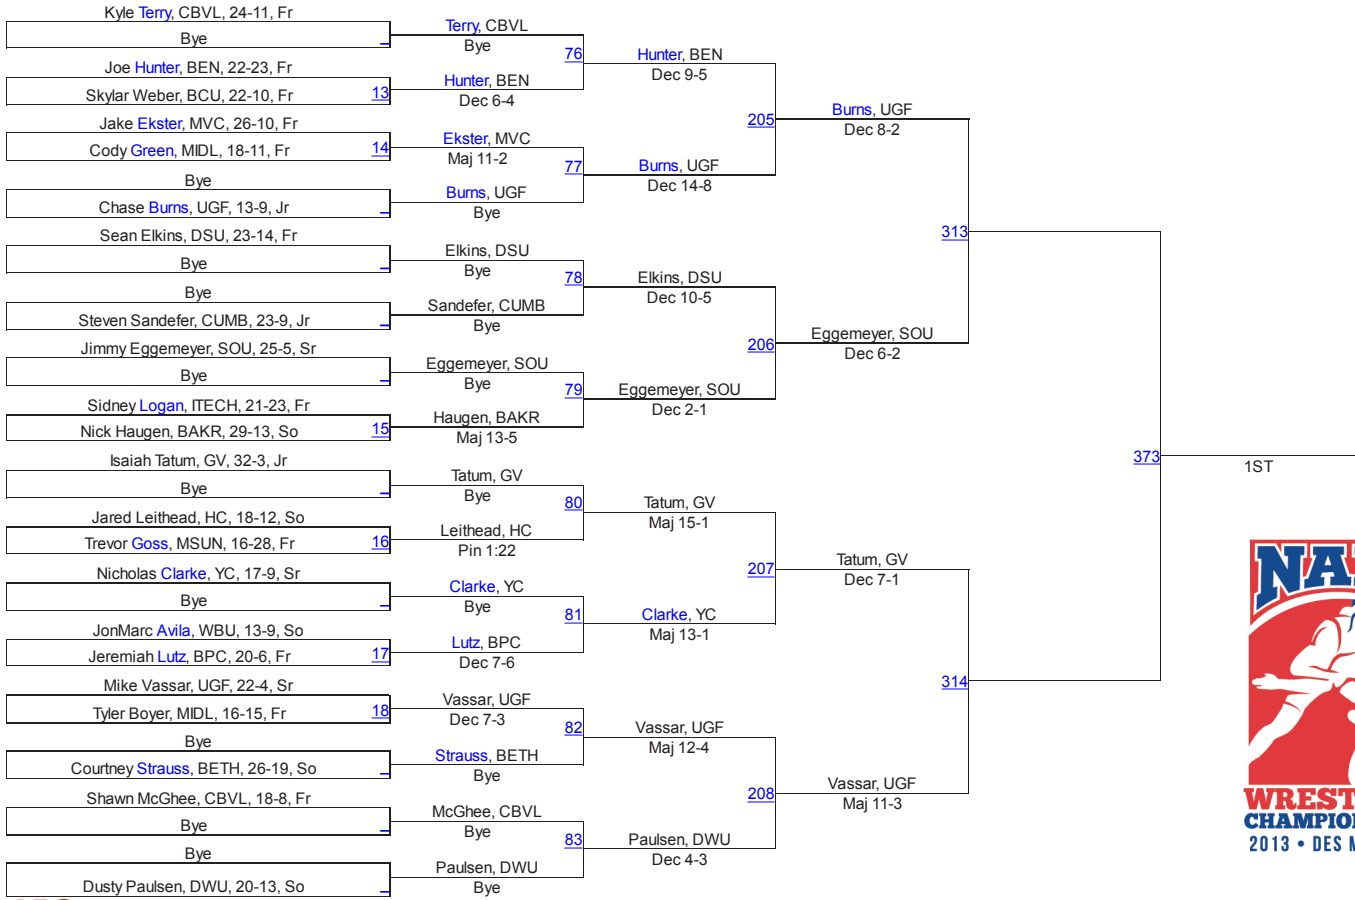 Kyle Terry, CBVL, 24-11, Fr
Bye
Joe Hunter, BEN, 22-23, Fr
Skylar Weber, BCU, 22-10, Fr
13
Jake Ekster, MVC, 26-10, Fr
Cody Green, MIDL, 18-11, Fr
14
Bye
Chase Burns, UGF, 13-9, Jr
Sean Elkins, DSU, 23-14, Fr
Bye
Bye
Steven Sandefer, CUMB, 23-9, Jr
Jimmy Eggemeyer, SOU, 25-5, Sr
Bye
Sidney Logan, ITECH, 21-23, Fr
Nick Haugen, BAKR, 29-13, So
15
Isaiah Tatum, GV, 32-3, Jr
Bye
Jared Leithead, HC, 18-12, So
Trevor Goss, MSUN, 16-28, Fr
16
Nicholas Clarke, YC, 17-9, Sr
Bye
JonMarc Avila, WBU, 13-9, So
Jeremiah Lutz, BPC, 20-6, Fr
17
Mike Vassar, UGF, 22-4, Sr
Tyler Boyer, MIDL, 16-15, Fr
18
Bye
Courtney Strauss, BETH, 26-19, So
Shawn McGhee, CBVL, 18-8, Fr
Bye
Bye
Dusty Paulsen, DWU, 20-13, So
Terry, CBVL
Bye
76
Hunter, BEN
Dec 6-4
Ekster, MVC
Maj 11-2
77
Burns, UGF
Bye
Elkins, DSU
Bye
78
Sandefer, CUMB
Bye
Eggemeyer, SOU
Bye
79
Haugen, BAKR
Maj 13-5
Tatum, GV
Bye
80
Leithead, HC
Pin 1:22
Clarke, YC
Bye
81
Lutz, BPC
Dec 7-6
Vassar, UGF
Dec 7-3
82
Strauss, BETH
Bye
McGhee, CBVL
Bye
83
Paulsen, DWU
Bye
Hunter, BEN
Dec 9-5
205
Burns, UGF
Dec 14-8
Elkins, DSU
Dec 10-5
206
Eggemeyer, SOU
Dec 2-1
Tatum, GV
Maj 15-1
207
Clarke, YC
Maj 13-1
Vassar, UGF
Maj 12-4
208
Paulsen, DWU
Dec 4-3
Burns, UGF
Dec 8-2
313
Eggemeyer, SOU
Dec 6-2
Tatum, GV
Dec 7-1
314
Vassar, UGF
Maj 11-3
373
1ST
NA
WREST
CHAMPIO
2013 • DES M